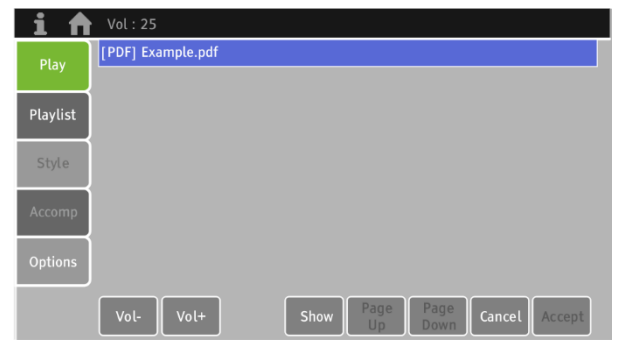 Vol : 25
[PDF] Example.pdf
Play
Playlist
Style
Accomp
Options
Vol-
Vol+
Show
Page
Up
Page
Down
Cancel
Accept